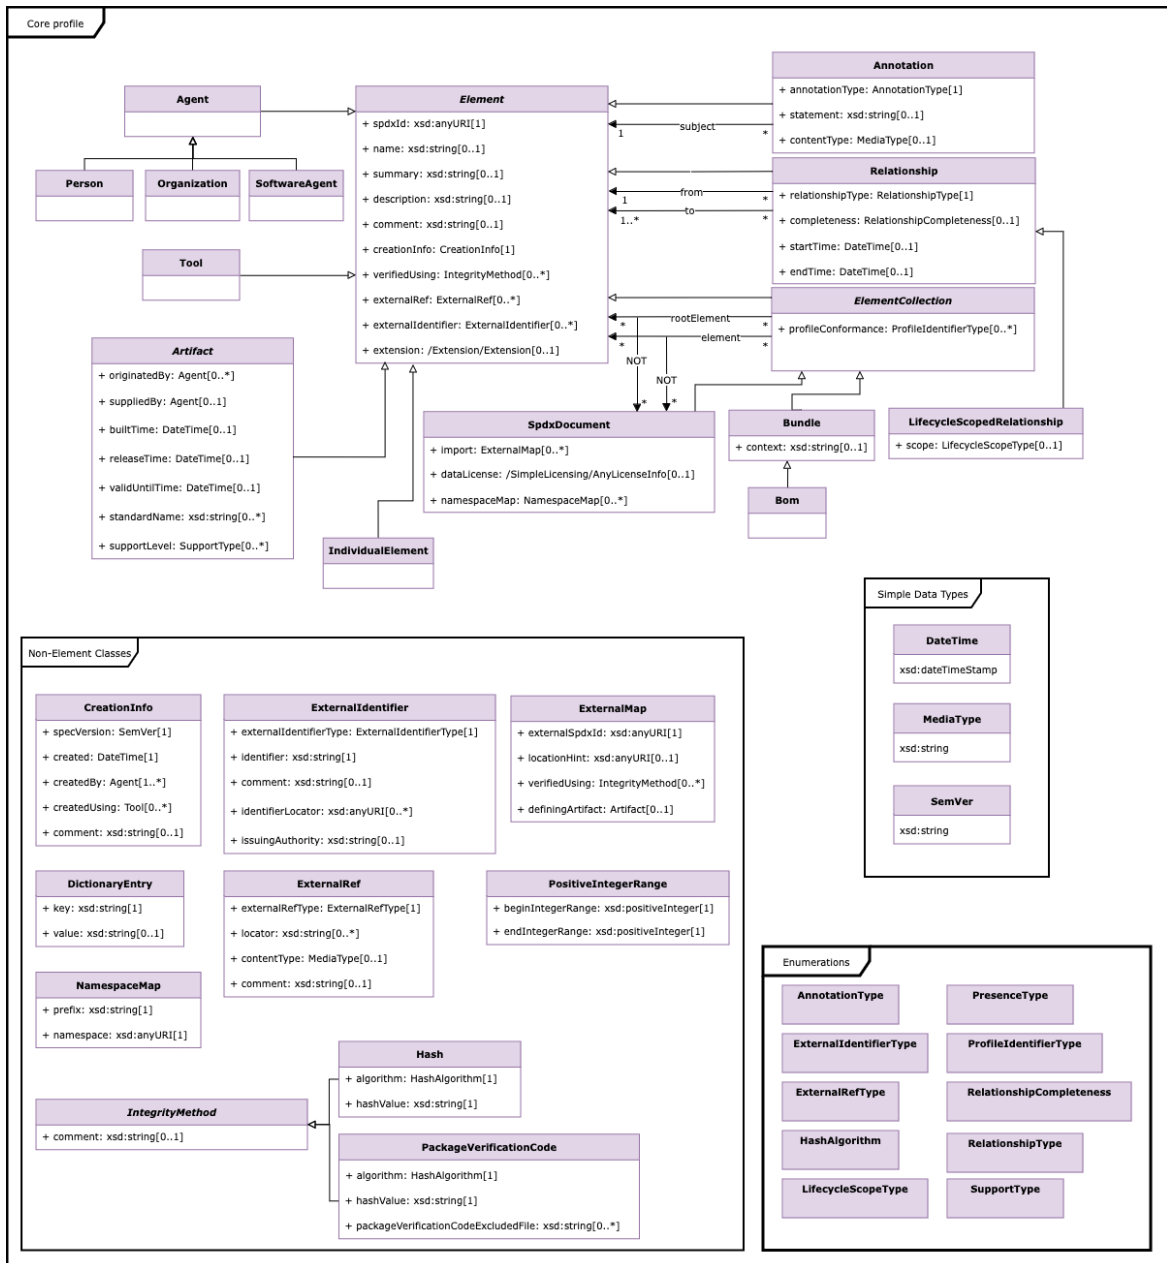 Core profile
Agent
Person
Organization
SoftwareAgent
Tool
Element
+ spdxId: xsd:anyURI[1]
+ name: xsd:string[0..1]
+ summary: xsd:string[0..1]
+ description: xsd:string[0..1]
+ comment: xsd:string[0..1]
+ creationInfo: CreationInfo[1]
+ verifiedUsing: IntegrityMethod[0..*]
+ externalRef: ExternalRef[0..*]
+ externalIdentifier: ExternalIdentifier[0..*]
+ extension: /Extension/Extension[0..1]
subject
1
*
from
1
*
to
1..*
*
rootElement
*
*
element
*
*
NOT
*
NOT
*
Annotation
+ annotationType: AnnotationType[1]
+ statement: xsd:string[0..1]
+ contentType: MediaType[0..1]
Relationship
+ relationshipType: RelationshipType[1]
+ completeness: RelationshipCompleteness[0..1]
+ startTime: DateTime[0..1]
+ endTime: DateTime[0..1]
ElementCollection
+ profileConformance: ProfileIdentifierType[0..*]
Artifact
+ originatedBy: Agent[0..*]
+ suppliedBy: Agent[0..1]
+ builtTime: DateTime[0..1]
+ releaseTime: DateTime[0..1]
+ validUntilTime: DateTime[0..1]
+ standardName: xsd:string[0..*]
+ supportLevel: SupportType[0..*]
IndividualElement
SpdxDocument
+ import: ExternalMap[0..*]
+ dataLicense: /SimpleLicensing/AnyLicenseInfo[0..1]
+ namespaceMap: NamespaceMap[0..*]
Bundle
+ context: xsd:string[0..1]
Bom
LifecycleScopedRelationship
+ scope: LifecycleScopeType[0..1]
Simple Data Types
DateTime
xsd:dateTimeStamp
MediaType
xsd:string
SemVer
xsd:string
Non-Element Classes
CreationInfo
+ specVersion: SemVer[1]
+ created: DateTime[1]
+ createdBy: Agent[1..*]
+ createdUsing: Tool[0..*]
+ comment: xsd:string[0..1]
ExternalIdentifier
+ externalIdentifierType: ExternalIdentifierType[1]
+ identifier: xsd:string[1]
+ comment: xsd:string[0..1]
+ identifierLocator: xsd:anyURI[0..*]
+ issuingAuthority: xsd:string[0..1]
ExternalMap
+ externalSpdxId: xsd:anyURI[1]
+ locationHint: xsd:anyURI[0..1]
+ verifiedUsing: IntegrityMethod[0..*]
+ definingArtifact: Artifact[0..1]
DictionaryEntry
+ key: xsd:string[1]
+ value: xsd:string[0..1]
ExternalRef
+ externalRefType: ExternalRefType[1]
+ locator: xsd:string[0..*]
+ contentType: MediaType[0..1]
+ comment: xsd:string[0..1]
PositiveIntegerRange
+ beginIntegerRange: xsd:positiveInteger[1]
+ endIntegerRange: xsd:positiveInteger[1]
NamespaceMap
+ prefix: xsd:string[1]
+ namespace: xsd:anyURI[1]
IntegrityMethod
+ comment: xsd:string[0..1]
Hash
+ algorithm: HashAlgorithm[1]
+ hashValue: xsd:string[1]
PackageVerificationCode
+ algorithm: HashAlgorithm[1]
+ hashValue: xsd:string[1]
+ packageVerificationCodeExcludedFile: xsd:string[0..*]
Enumerations
AnnotationType
PresenceType
ExternalIdentifierType
ProfileIdentifierType
ExternalRefType
RelationshipCompleteness
HashAlgorithm
RelationshipType
LifecycleScopeType
SupportType